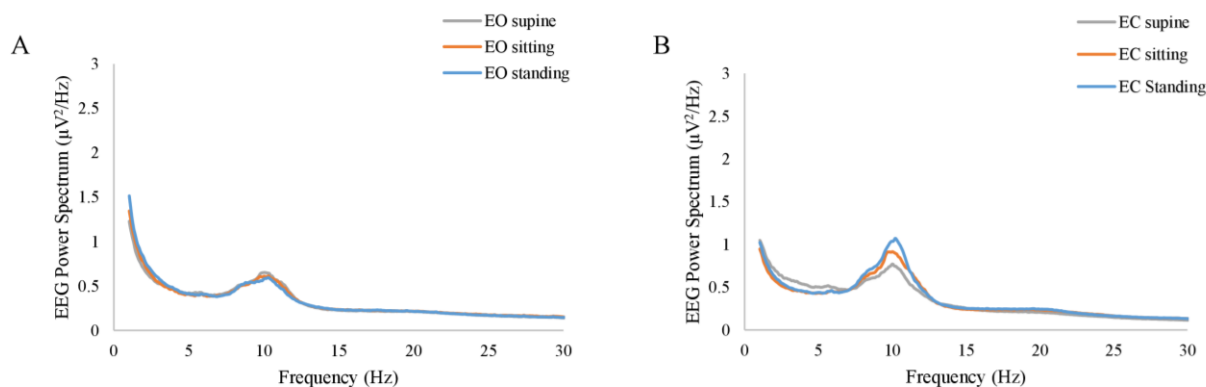 A
EO supine
EO sitting
EO standing
EEG Power Spectrum (µV²/Hz)
3
2.5
2
1.5
1
0.5
0
0 5 10 15 20 25 30
Frequency (Hz)
B
EC supine
EC sitting
EC Standing
EEG Power Spectrum (µV²/Hz)
3
2.5
2
1.5
1
0.5
0
0 5 10 15 20 25 30
Frequency (Hz)